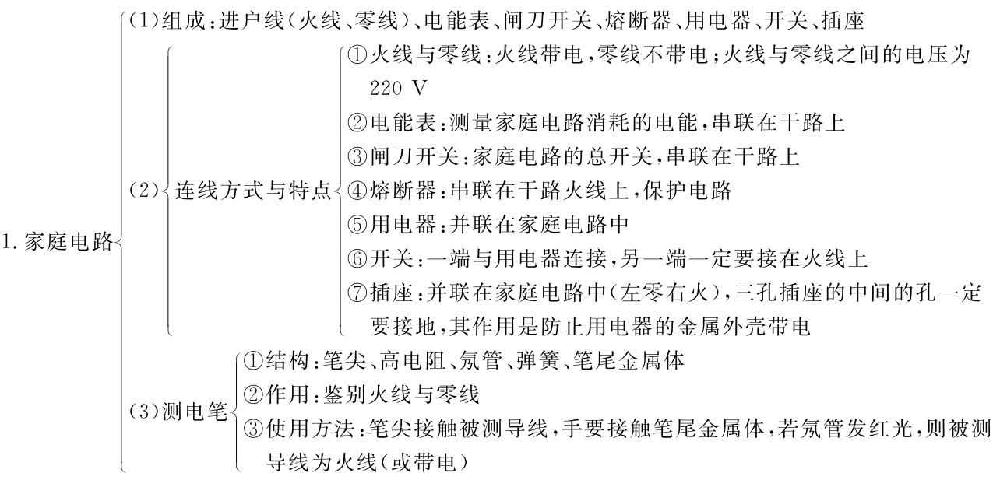 (1)组成:进户线(火线、零线)、电能表、闸刀开关、熔断器、用电器、开关、插座
①火线与零线:火线带电,零线不带电;火线与零线之间的电压为
220 V
②电能表:测量家庭电路消耗的电能,串联在干路上
③闸刀开关:家庭电路的总开关,串联在干路上
(2) 连线方式与特点 ④熔断器:串联在干路火线上,保护电路
⑤用电器:并联在家庭电路中
1. 家庭电路
⑥开关:一端与用电器连接,另一端一定要接在火线上
⑦插座:并联在家庭电路中(左零右火),三孔插座的中间的孔一定
要接地,其作用是防止用电器的金属外壳带电
①结构:笔尖、高电阻、氖管、弹簧、笔尾金属体
②作用:鉴别火线与零线
(3)测电笔
③使用方法:笔尖接触被测导线,手要接触笔尾金属体,若氖管发红光,则被测
导线为火线(或带电)